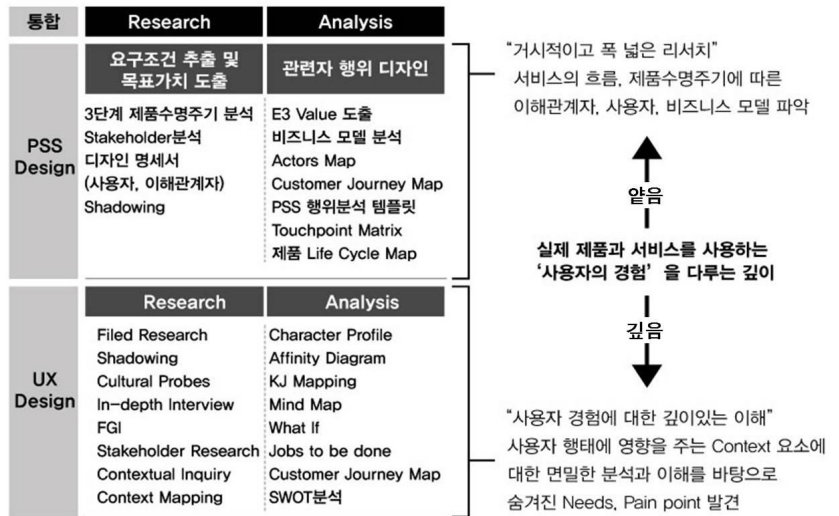 통합
Research
Analysis
PSS
Design
요구조건 추출 및
목표가치 도출
관련자 행위 디자인
3단계 제품수명주기 분석
Stakeholder분석
디자인 명세서
(사용자, 이해관계자)
Shadowing
E3 Value 도출
비즈니스 모델 분석
Actors Map
Customer Journey Map
PSS 행위분석 템플릿
Touchpoint Matrix
제품 Life Cycle Map
“거시적이고 폭 넓은 리서치”
서비스의 흐름, 제품수명주기에 따른
이해관계자, 사용자, 비즈니스 모델 파악
얕음
실제 제품과 서비스를 사용하는
‘사용자의 경험’ 을 다루는 깊이
깊음
UX
Design
Research
Analysis
Filed Research
Shadowing
Cultural Probes
In-depth Interview
FGI
Stakeholder Research
Contextual Inquiry
Context Mapping
Character Profile
Affinity Diagram
KJ Mapping
Mind Map
What If
Jobs to be done
Customer Journey Map
SWOT분석
“사용자 경험에 대한 깊이있는 이해”
사용자 행태에 영향을 주는 Context 요소에
대한 면밀한 분석과 이해를 바탕으로
숨겨진 Needs, Pain point 발견